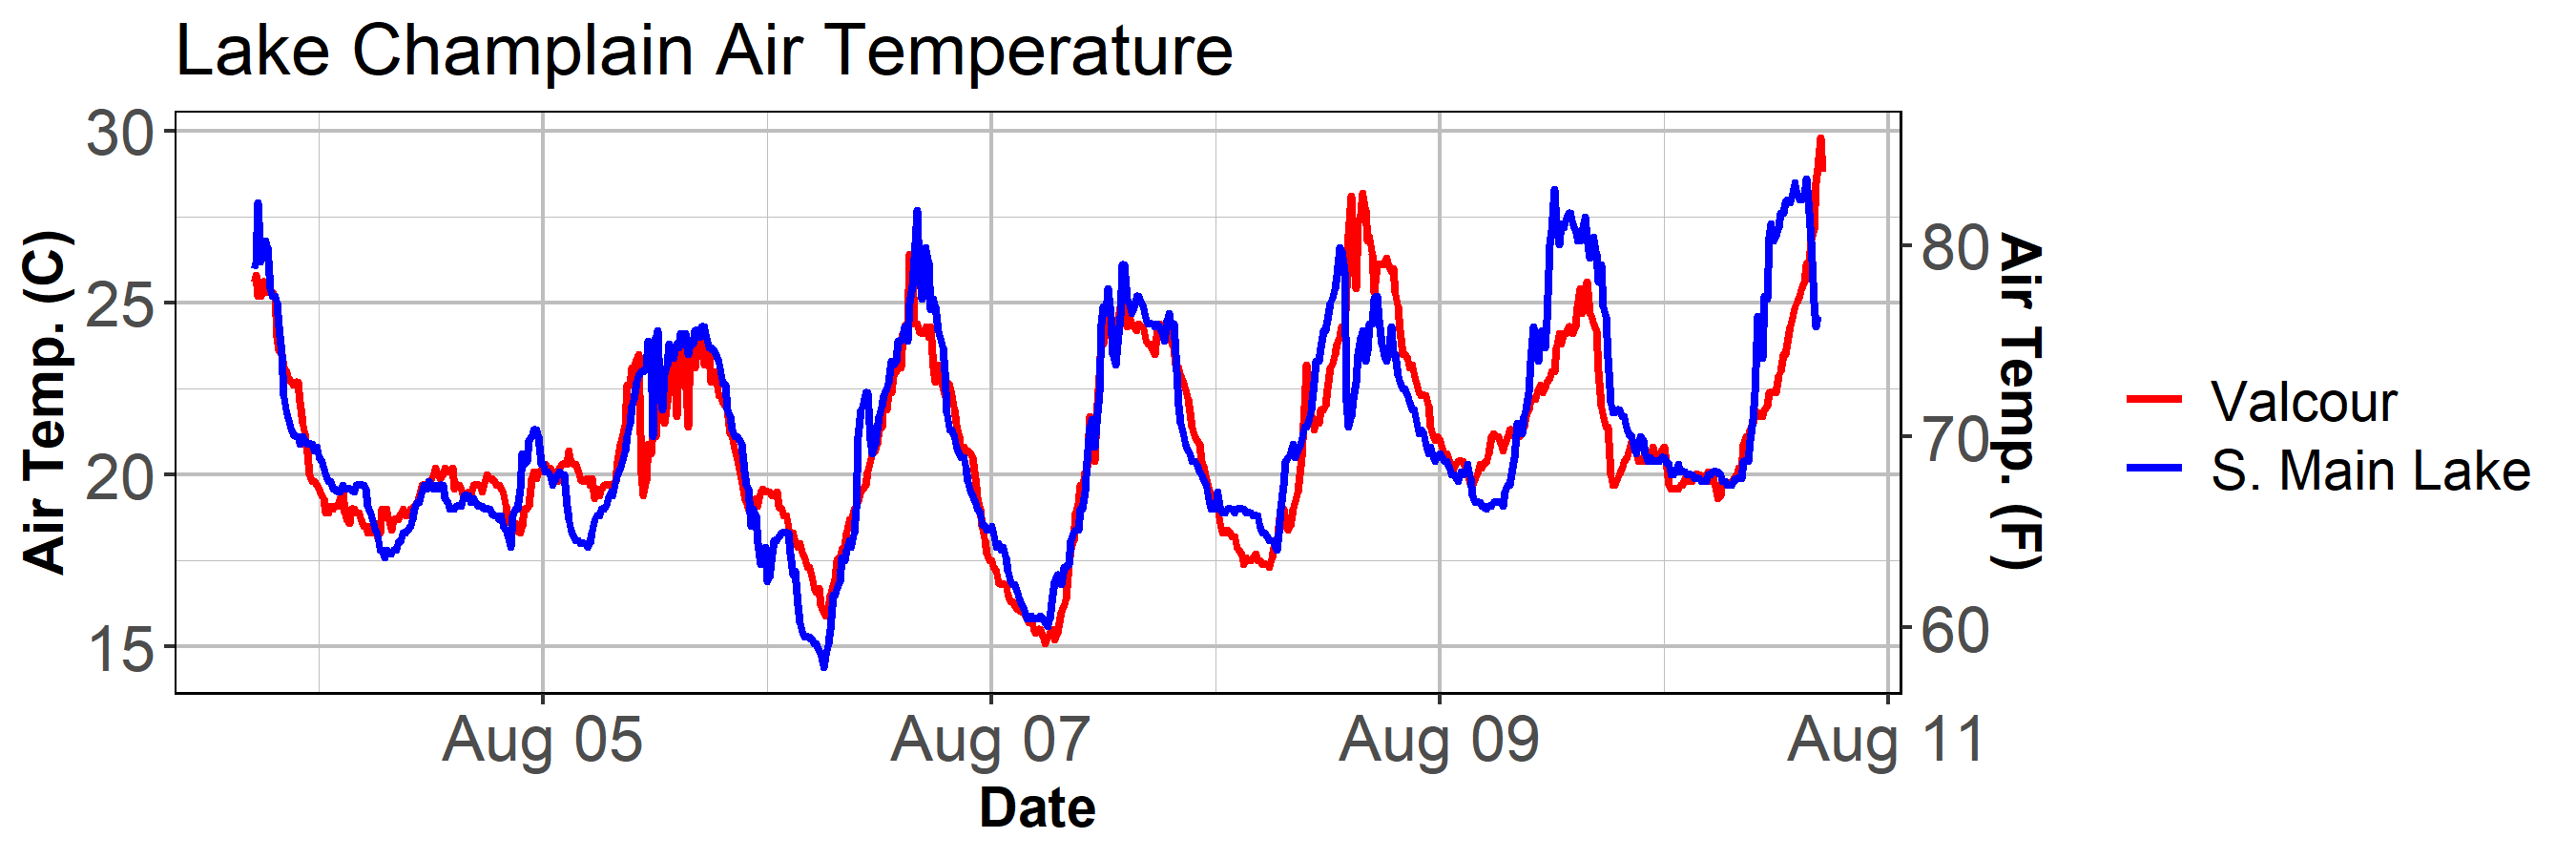 Lake Champlain Air Temperature
Air Temp. (C)
30
25
20
15
80
70
60
Air Temp. (F)
Aug 05 Aug 07 Aug 09 Aug 11
Date
Valcour
S. Main Lake